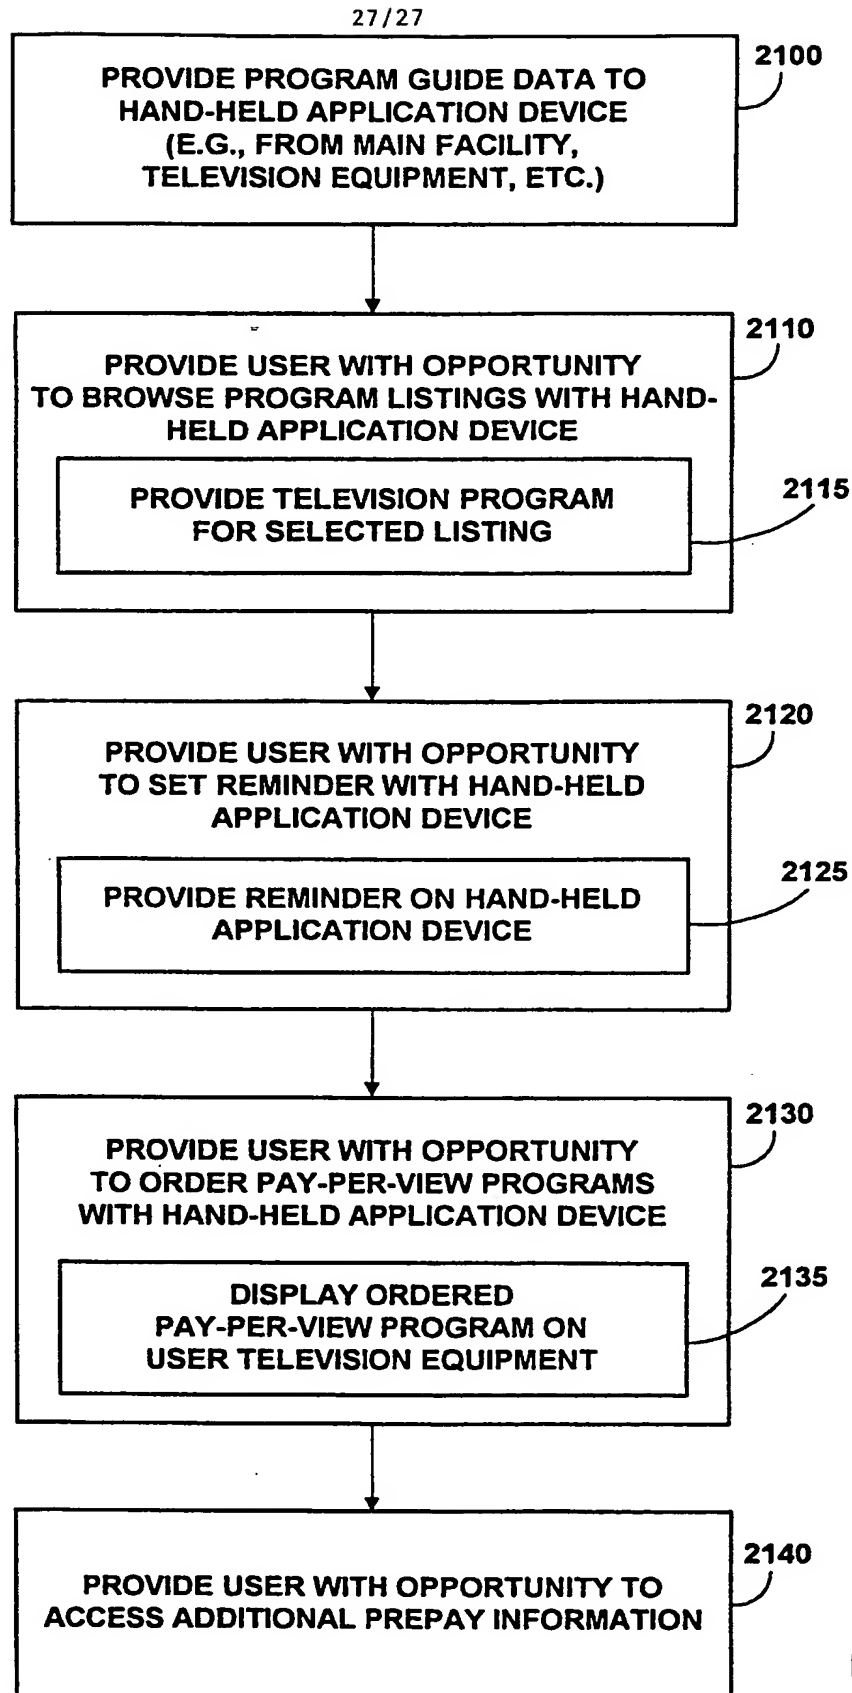 27/27
2100
PROVIDE PROGRAM GUIDE DATA TO
HAND-HELD APPLICATION DEVICE
(E.G., FROM MAIN FACILITY,
TELEVISION EQUIPMENT, ETC.)
2110
PROVIDE USER WITH OPPORTUNITY
TO BROWSE PROGRAM LISTINGS WITH HAND-
HELD APPLICATION DEVICE
2115
PROVIDE TELEVISION PROGRAM
FOR SELECTED LISTING
2120
PROVIDE USER WITH OPPORTUNITY
TO SET REMINDER WITH HAND-HELD
APPLICATION DEVICE
2125
PROVIDE REMINDER ON HAND-HELD
APPLICATION DEVICE
2130
PROVIDE USER WITH OPPORTUNITY
TO ORDER PAY-PER-VIEW PROGRAMS
WITH HAND-HELD APPLICATION DEVICE
2135
DISPLAY ORDERED
PAY-PER-VIEW PROGRAM ON
USER TELEVISION EQUIPMENT
2140
PROVIDE USER WITH OPPORTUNITY TO
ACCESS ADDITIONAL PREPAY INFORMATION